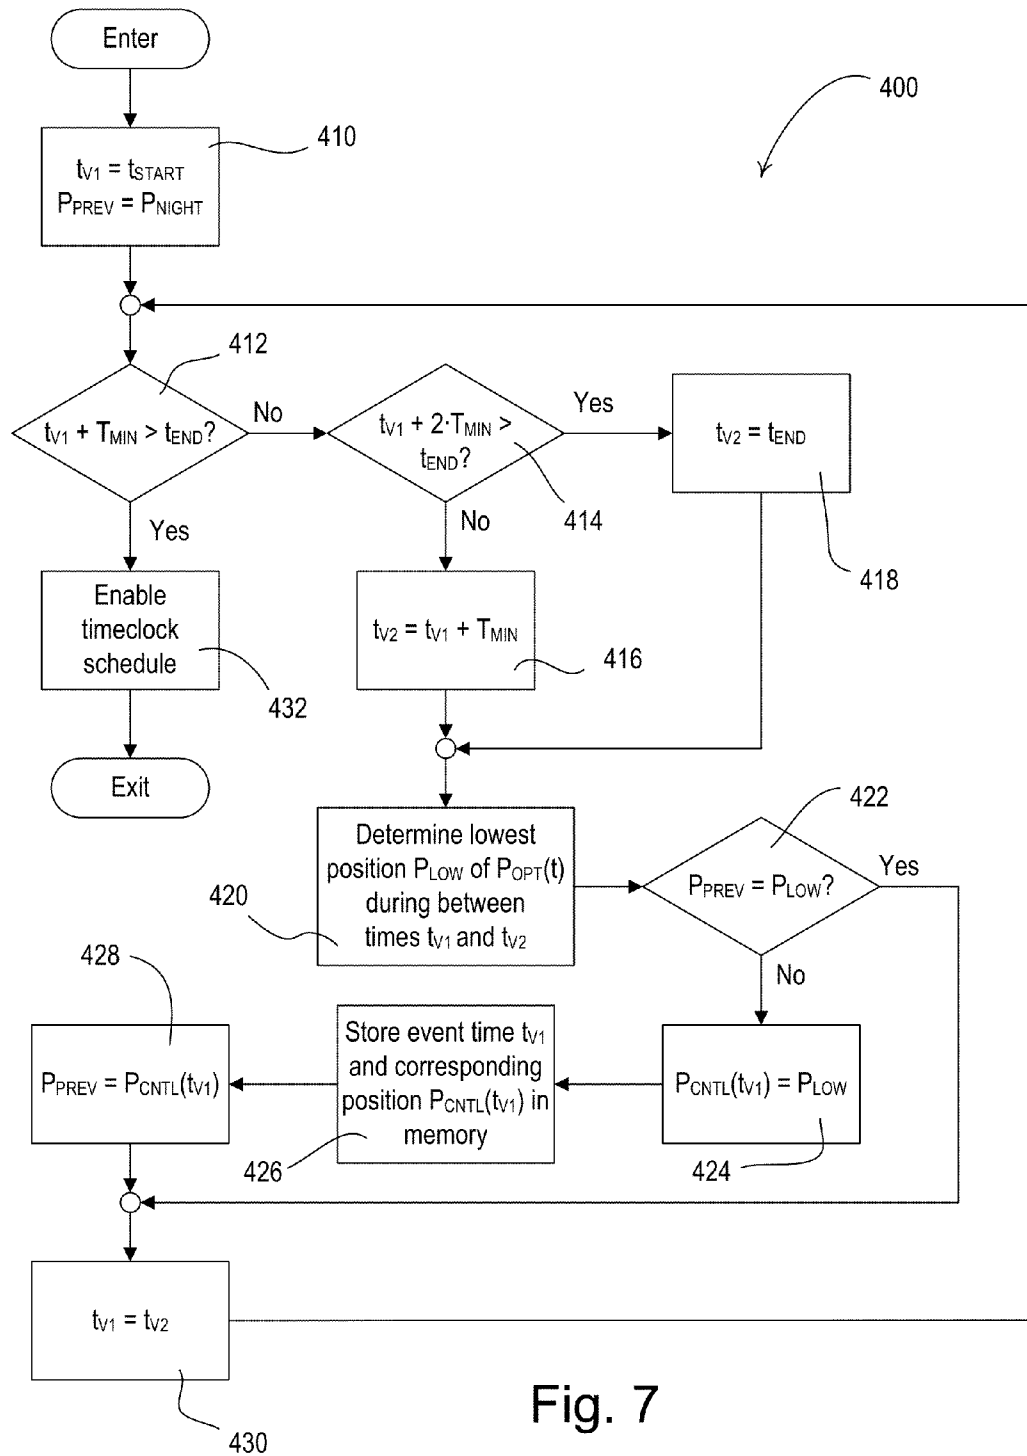 Enter
400
410
tV1 = tSTART
PPREV = PNIGHT
412
tV1 + TMIN > tEND?
No
Yes
tV1 + 2·TMIN >
tEND?
414
Yes
No
tV2 = tEND
418
Enable
timeclock
schedule
432
Exit
tV2 = tV1 + TMIN
416
Determine lowest
position PLOW of POPT(t)
during between
times tV1 and tV2
420
422
PPREV = PLOW?
Yes
No
428
PPREV = PCNTL(tV1)
Store event time tV1
and corresponding
position PCNTL(tV1) in
memory
426
PCNTL(tV1) = PLOW
424
tV1 = tV2
430
Fig. 7